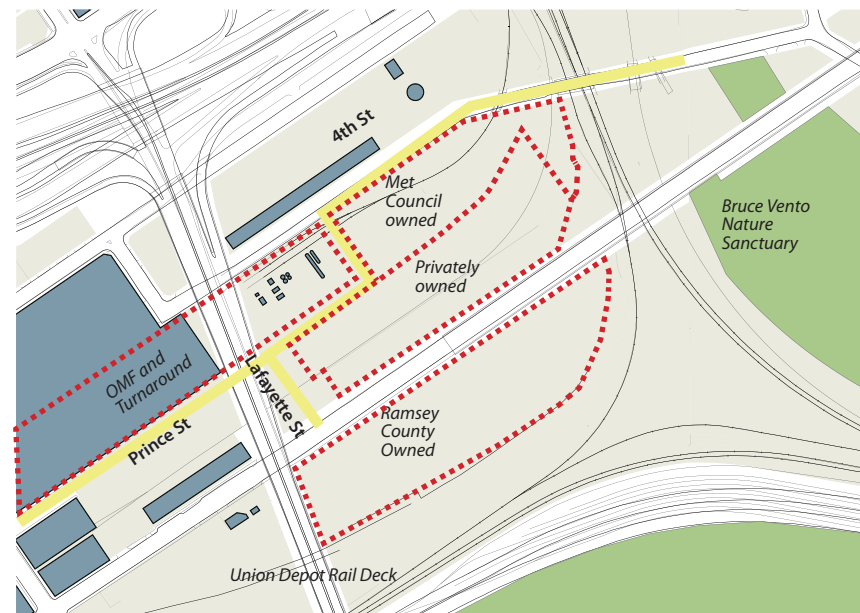 4th St
Met
Council
owned
Bruce Vento
Nature
Sanctuary
Privately
owned
OMF and
Turnaround
Lafayette St
Prince St
Ramsey
County
Owned
Union Depot Rail Deck